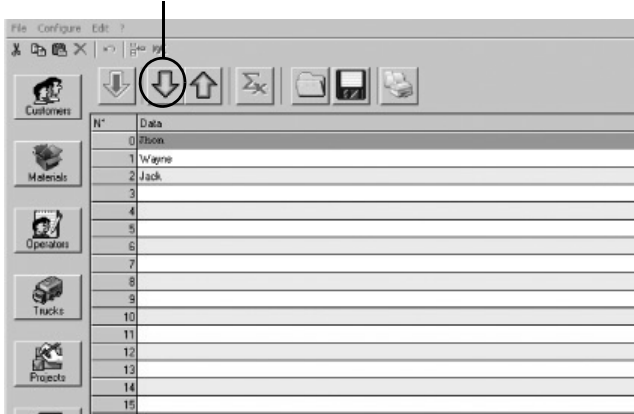 File Configure Edit ?
N° Data
0
1 Wayne
2 Jack
3
4
5
6
7
8
9
10
11
12
13
14
15
Customers
Materials
Operators
Trucks
Projects